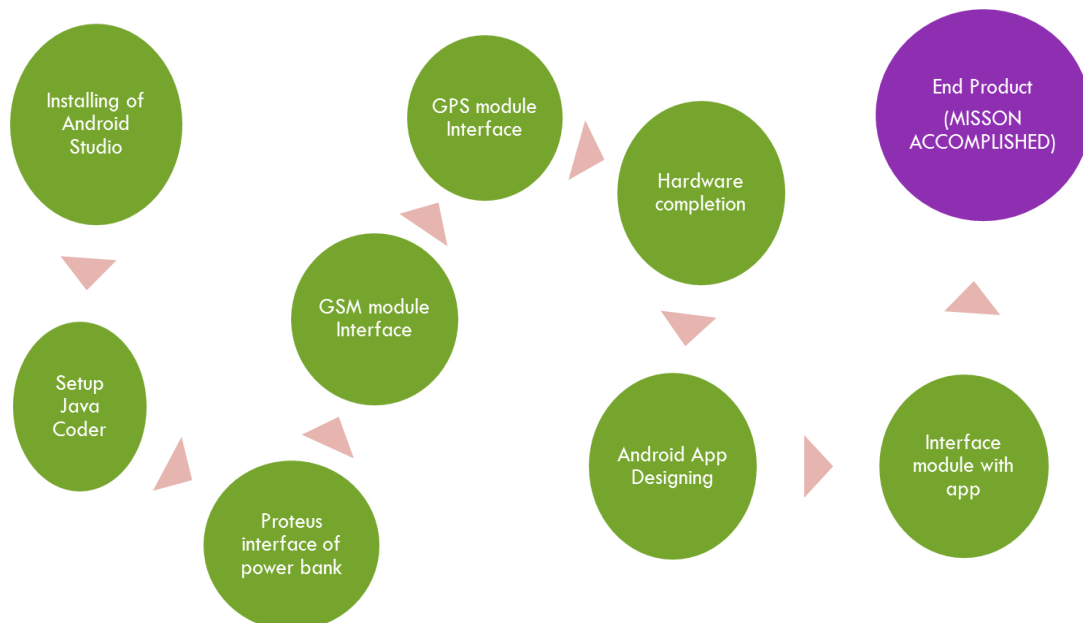 Installing of
Android
Studio
Setup
Java
Coder
Proteus
interface of
power bank
GSM module
Interface
GPS module
Interface
Hardware
completion
Android App
Designing
Interface
module with
app
End Product
(MISSON
ACCOMPLISHED)